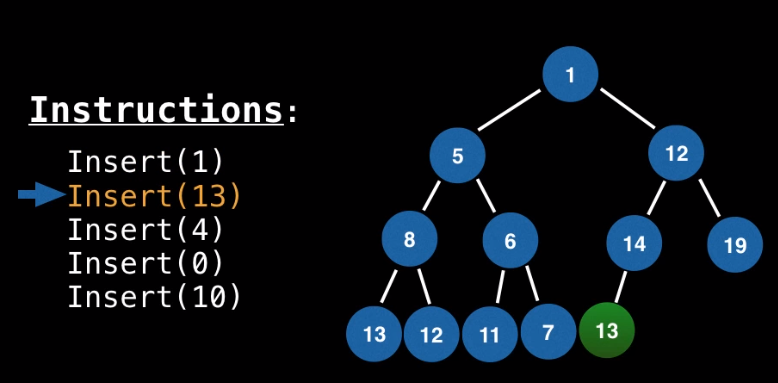 Instructions:
Insert(1)
Insert(13)
Insert(4)
Insert(0)
Insert(10)
1
5
12
8
6
14
19
13
12
11
7
13